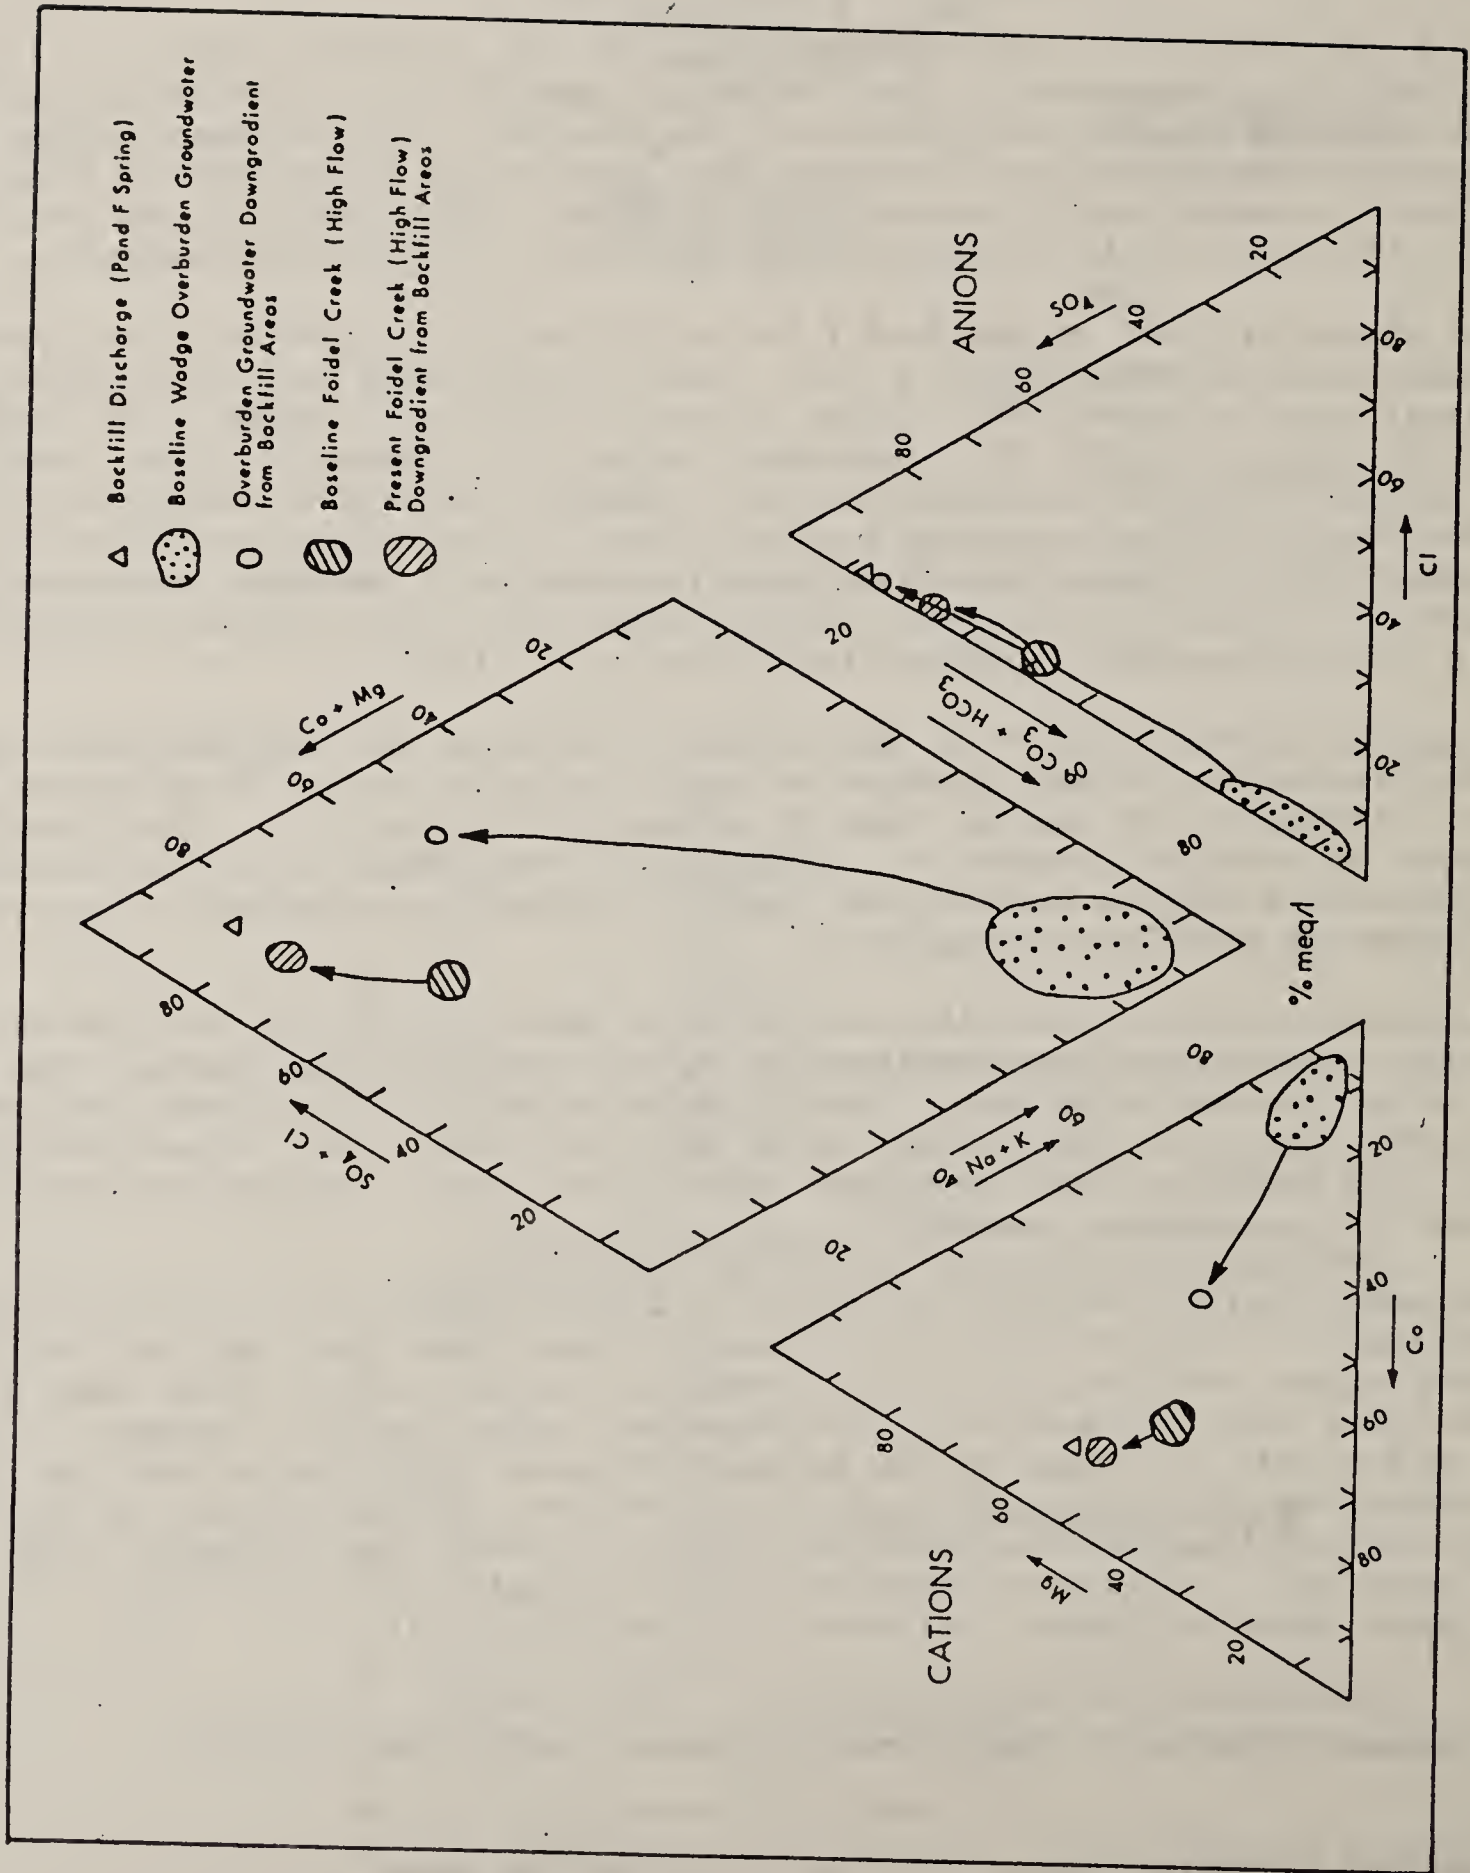 △ Backfill Discharge (Pond F Spring)
Baseline Wadge Overburden Groundwater
Overburden Groundwater Downgradient
from Backfill Areas
Baseline Foidel Creek (High Flow)
Present Foidel Creek (High Flow)
Downgradient from Backfill Areas
SO4 + Cl
20
40
60
80
Ca + Mg
20
40
60
80
CATIONS
Mg
20
40
60
80
Na + K
20
40
60
80
Ca
20
40
60
80
% meq/l
ANIONS
CO3 + HCO3
20
60
80
SO4
20
40
60
80
Cl
20
40
60
80